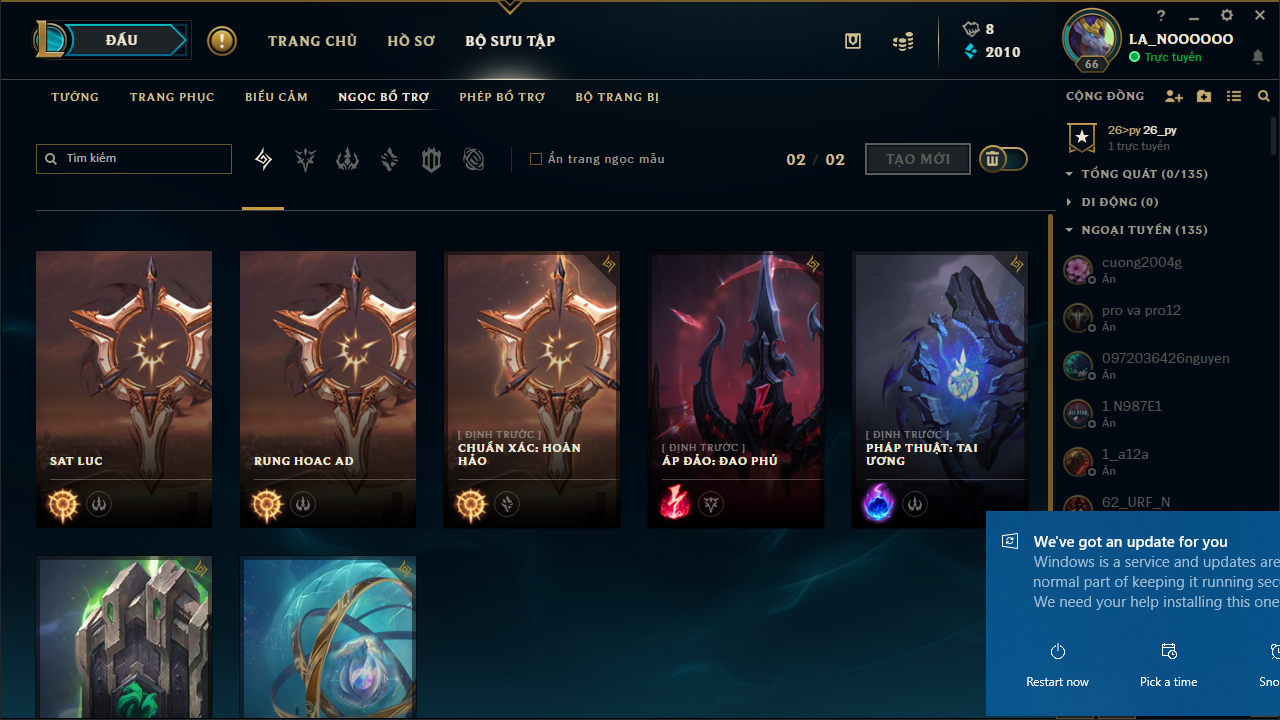 ĐẤU
TRANG CHỦ
HỒ SƠ
BỘ SƯU TẬP
8
2010
?
LA_NOOOOOO
Trực tuyến
66
TƯỚNG
TRANG PHỤC
BIỂU CẢM
NGỌC BỔ TRỢ
PHÉP BỔ TRỢ
BỘ TRANG BỊ
CỘNG ĐỒNG
26>py 26_py
1 trực tuyến
Tìm kiếm
Ẩn trang ngọc mẫu
02 / 02
TẠO MỚI
TỔNG QUÁT (0/135)
DI ĐỘNG (0)
NGOẠI TUYẾN (135)
cuong2004g
Ẩn
pro va pro12
Ẩn
0972036426nguyen
Ẩn
1 N987E1
Ẩn
1_a12a
Ẩn
62_URF_N
SAT LUC
RUNG HOAC AD
[ ĐỊNH TRƯỚC ]
CHUẨN XÁC: HOÀN
HẢO
[ ĐỊNH TRƯỚC ]
ÁP ĐẢO: ĐAO PHỦ
[ ĐỊNH TRƯỚC ]
PHÁP THUẬT: TAI
ƯƠNG
We've got an update for you
Windows is a service and updates are
normal part of keeping it running sec
We need your help installing this one
Restart now
Pick a time
Sno